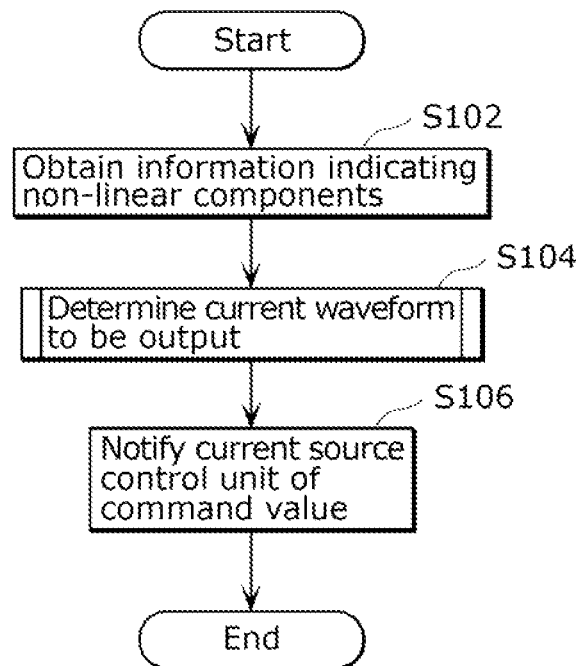 Start
S102
Obtain information indicating
non-linear components
S104
Determine current waveform
to be output
S106
Notify current source
control unit of
command value
End